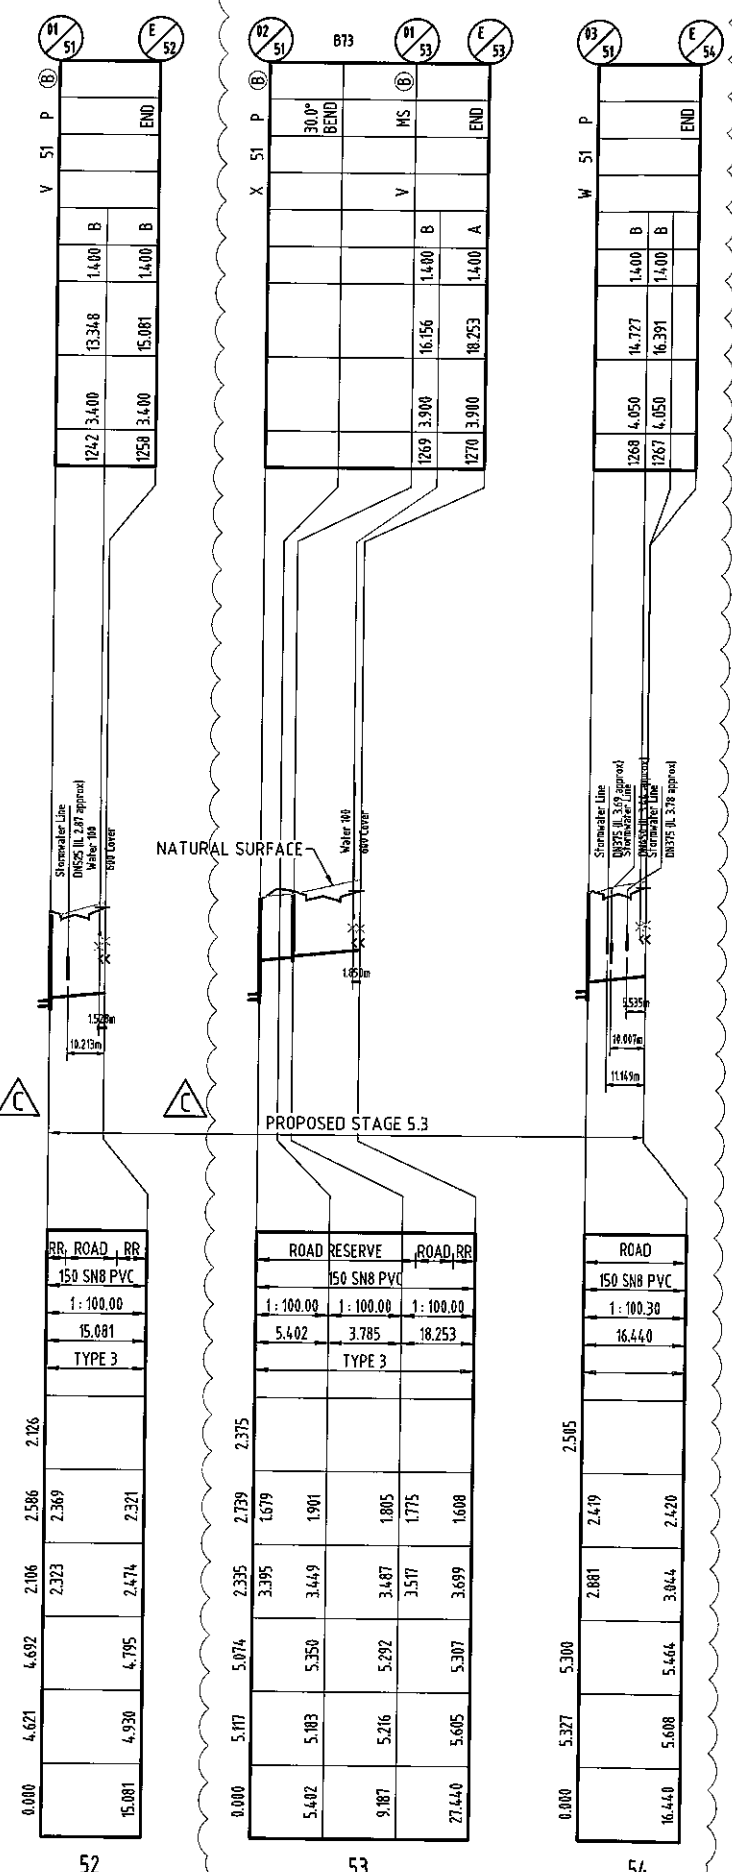 01 51
E 52
02 51
B73
01 53
E 53
03 51
E 54
V 51 P B
END
X 51 P B
30.0° BEND
V MS B
END
W 51 P
END
B B
B A
B B
1.400 1.400
1.400 1.400
1.400 1.400
13.348 15.081
16.156 18.253
14.727 16.391
3.400 3.400
3.900 3.900
4.050 4.050
1242 1258
1269 1270
1268 1267
Stormwater Line
DN525 (IL 2.87 approx)
Water 100
600 Cover
Water 100
600 Cover
Stormwater Line
DN375 (IL 3.69 approx)
Stormwater Line
Stormwater Line
DN375 (IL 3.78 approx)
NATURAL SURFACE
1.528m
10.213m
1.850m
5.535m
10.007m
11.149m
C
C
PROPOSED STAGE 5.3
RR ROAD RR
150 SN8 PVC
1 : 100.00
15.081
TYPE 3
ROAD RESERVE ROAD RR
150 SN8 PVC
1 : 100.00 1 : 100.00 1 : 100.00
5.402 3.785 18.253
TYPE 3
ROAD
150 SN8 PVC
1 : 100.30
16.440
2.126
2.375
2.505
2.586 2.369 2.321
2.739 1.679 1.901 1.805 1.775 1.608
2.419 2.420
2.106 2.323 2.474
2.335 3.395 3.449 3.487 3.517 3.699
2.881 3.044
4.692 4.795
5.074 5.350 5.292 5.307
5.300 5.464
4.621 4.930
5.117 5.183 5.216 5.605
5.327 5.608
0.000 15.081
0.000 5.402 9.187 27.440
0.000 16.440
52
53
54